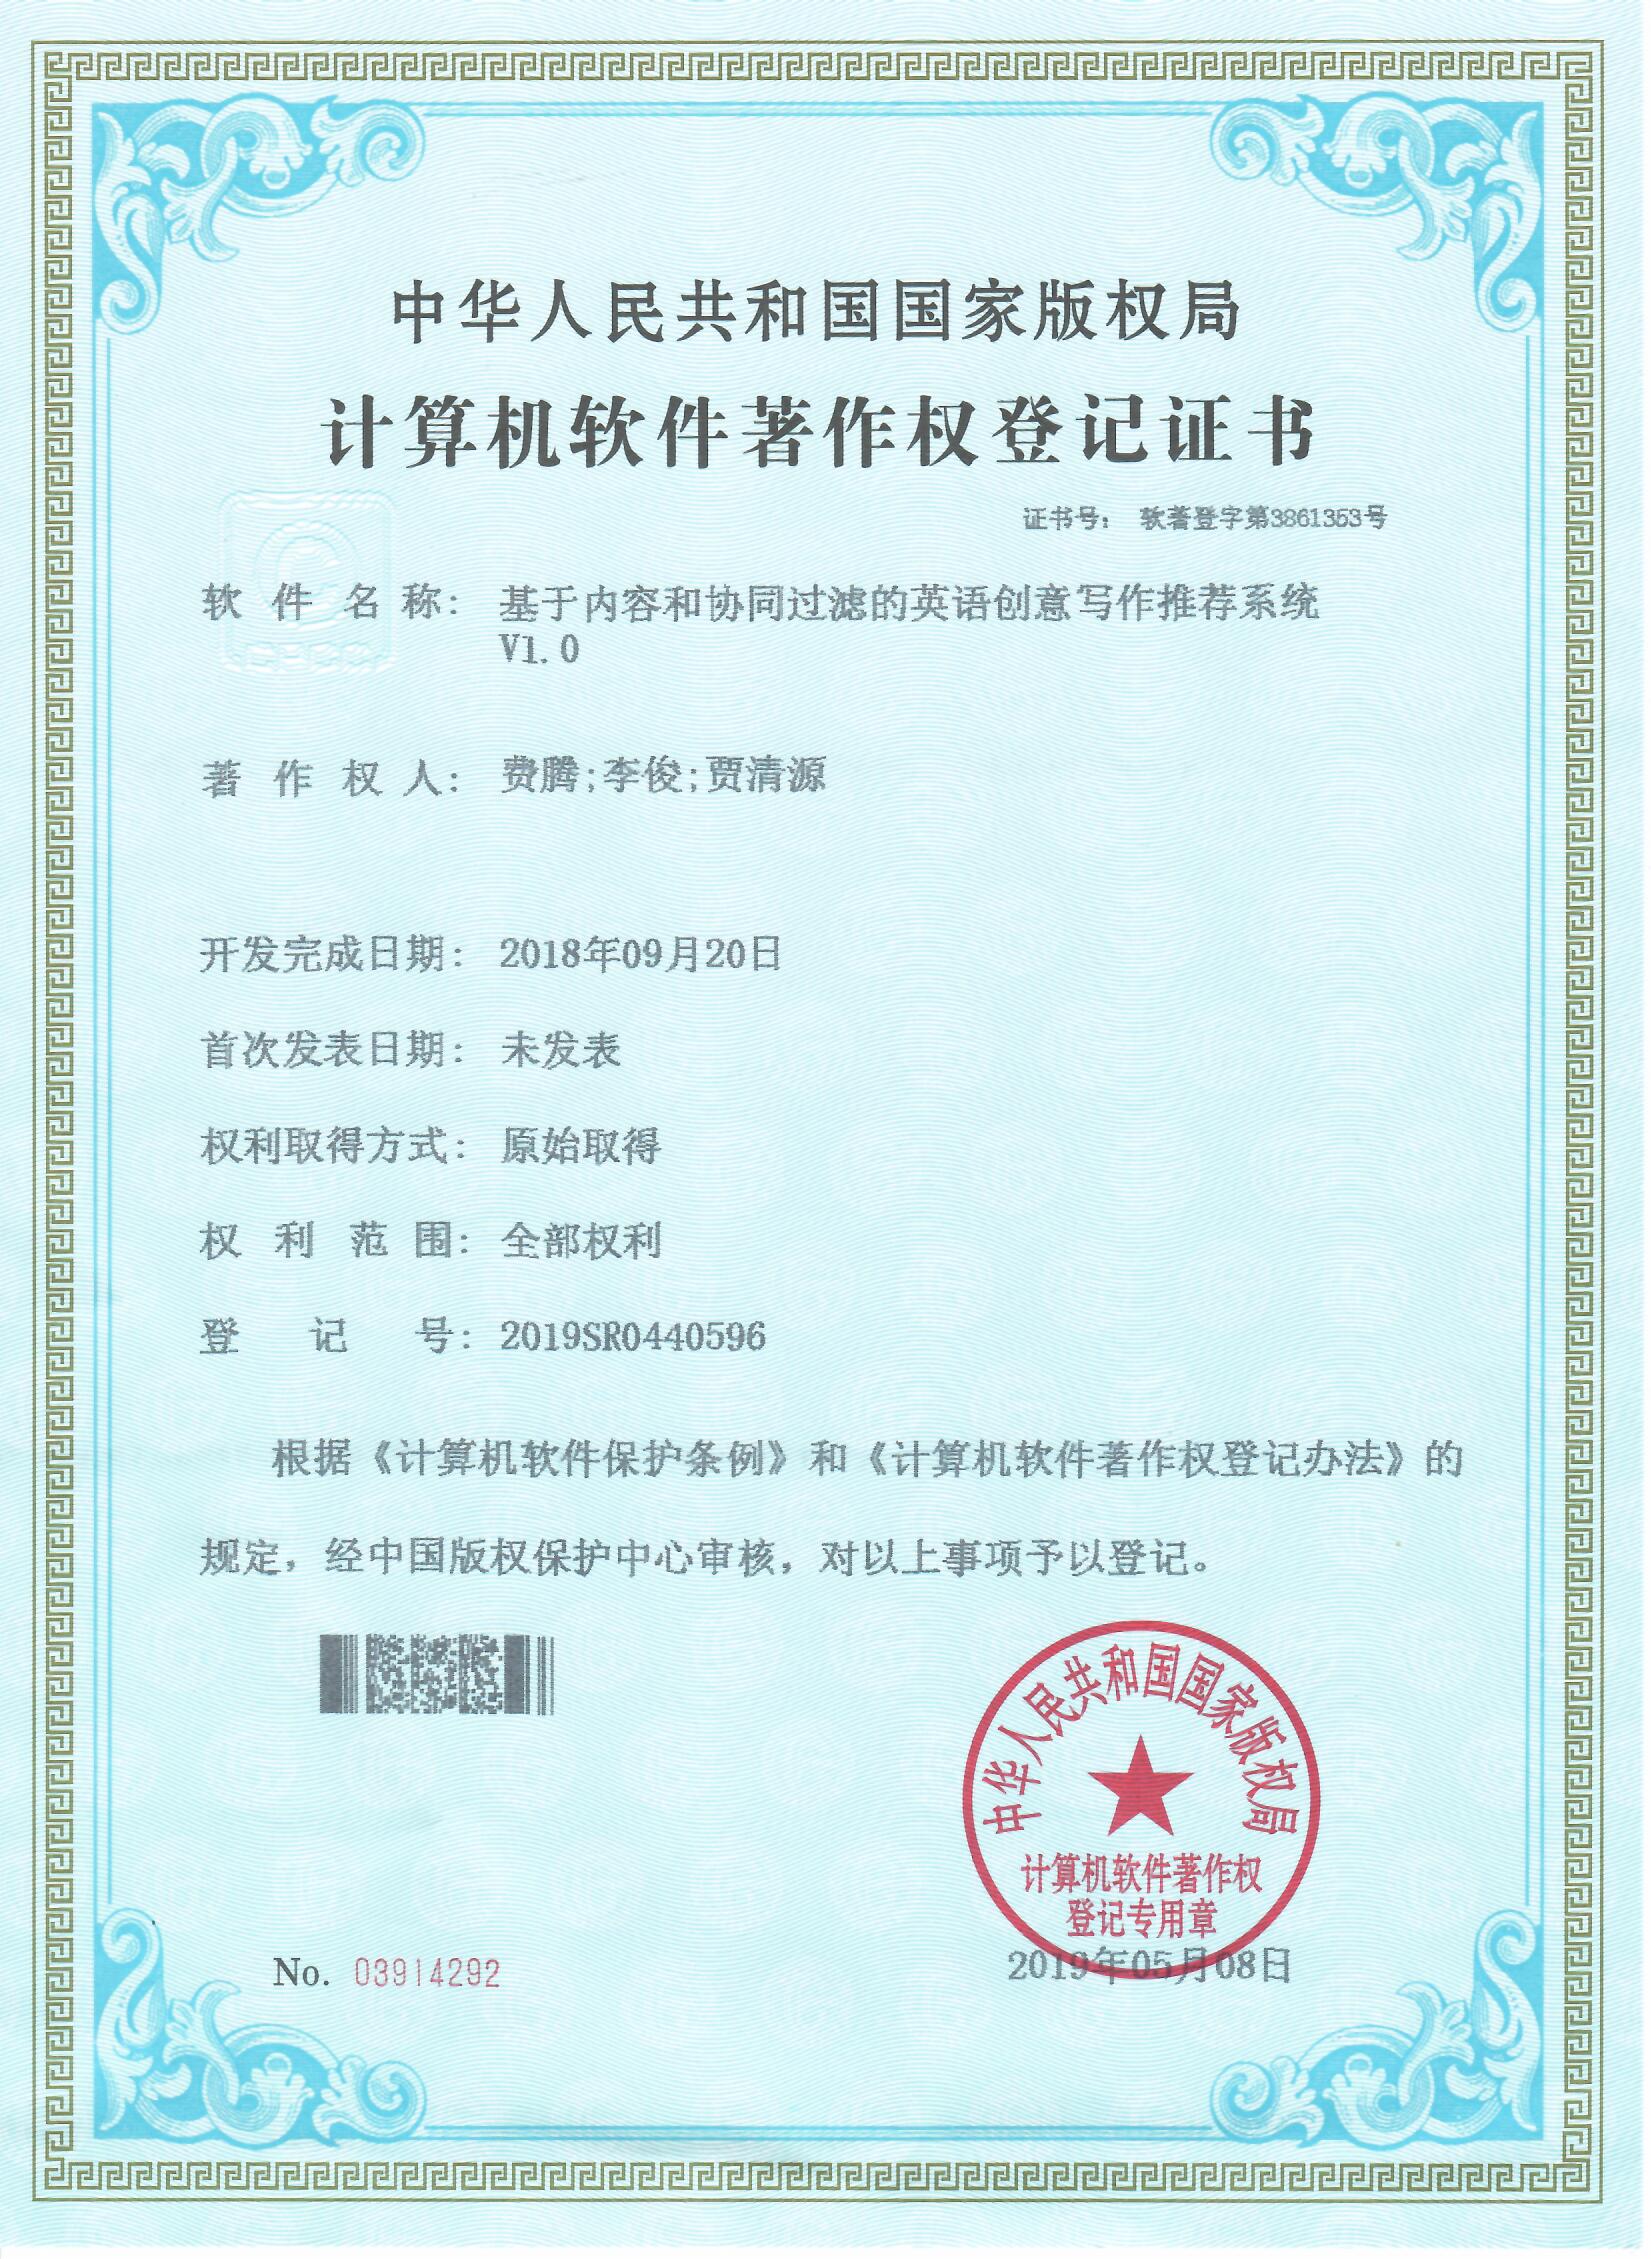 中华人民共和国国家版权局
计算机软件著作权登记证书
证书号： 软著登字第3861353号
软件名称： 基于内容和协同过滤的英语创意写作推荐系统
V1.0
著作权人： 费腾;李俊;贾清源
开发完成日期： 2018年09月20日
首次发表日期： 未发表
权利取得方式： 原始取得
权利范围： 全部权利
登记号： 2019SR0440596
根据《计算机软件保护条例》和《计算机软件著作权登记办法》的
规定，经中国版权保护中心审核，对以上事项予以登记。
中华人民共和国国家版权局
计算机软件著作权
登记专用章
No. 03914292
2019年05月08日